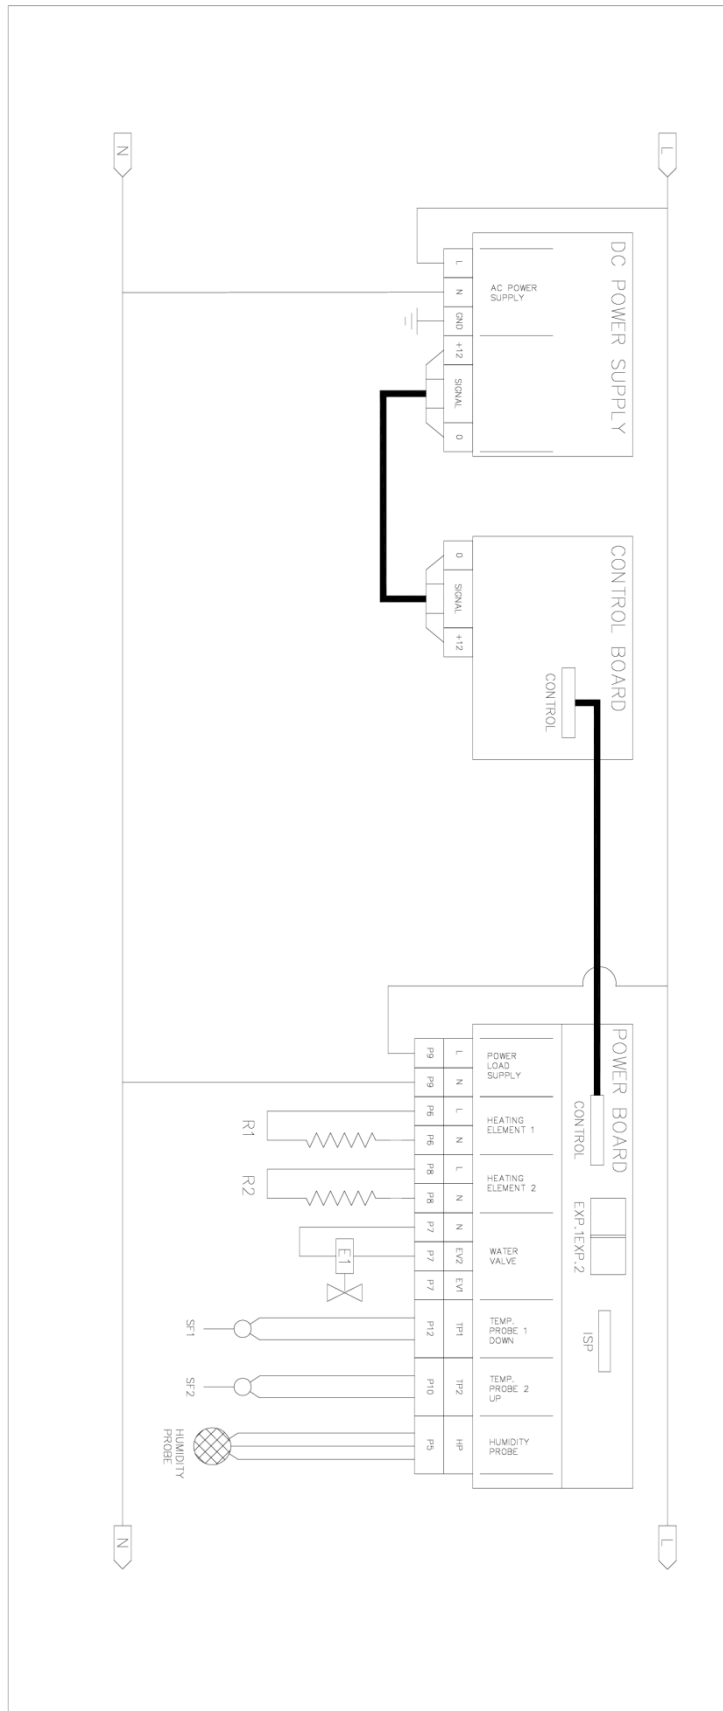 N
L
DC POWER SUPPLY
L
N
GND
+12
SIGNAL
0
AC POWER
SUPPLY
CONTROL BOARD
0
SIGNAL
+12
CONTROL
POWER BOARD
CONTROL
EXP.1
EXP.2
ISP
P9
L
P9
N
POWER
LOAD
SUPPLY
P6
L
P6
N
HEATING
ELEMENT 1
R1
P8
L
P8
N
HEATING
ELEMENT 2
R2
P7
N
P7
EV2
P7
EV1
WATER
VALVE
E1
P12
TP1
TEMP.
PROBE 1
DOWN
SF1
P10
TP2
TEMP.
PROBE 2
UP
SF2
P5
HP
HUMIDITY
PROBE
HUMIDITY
PROBE
N
L